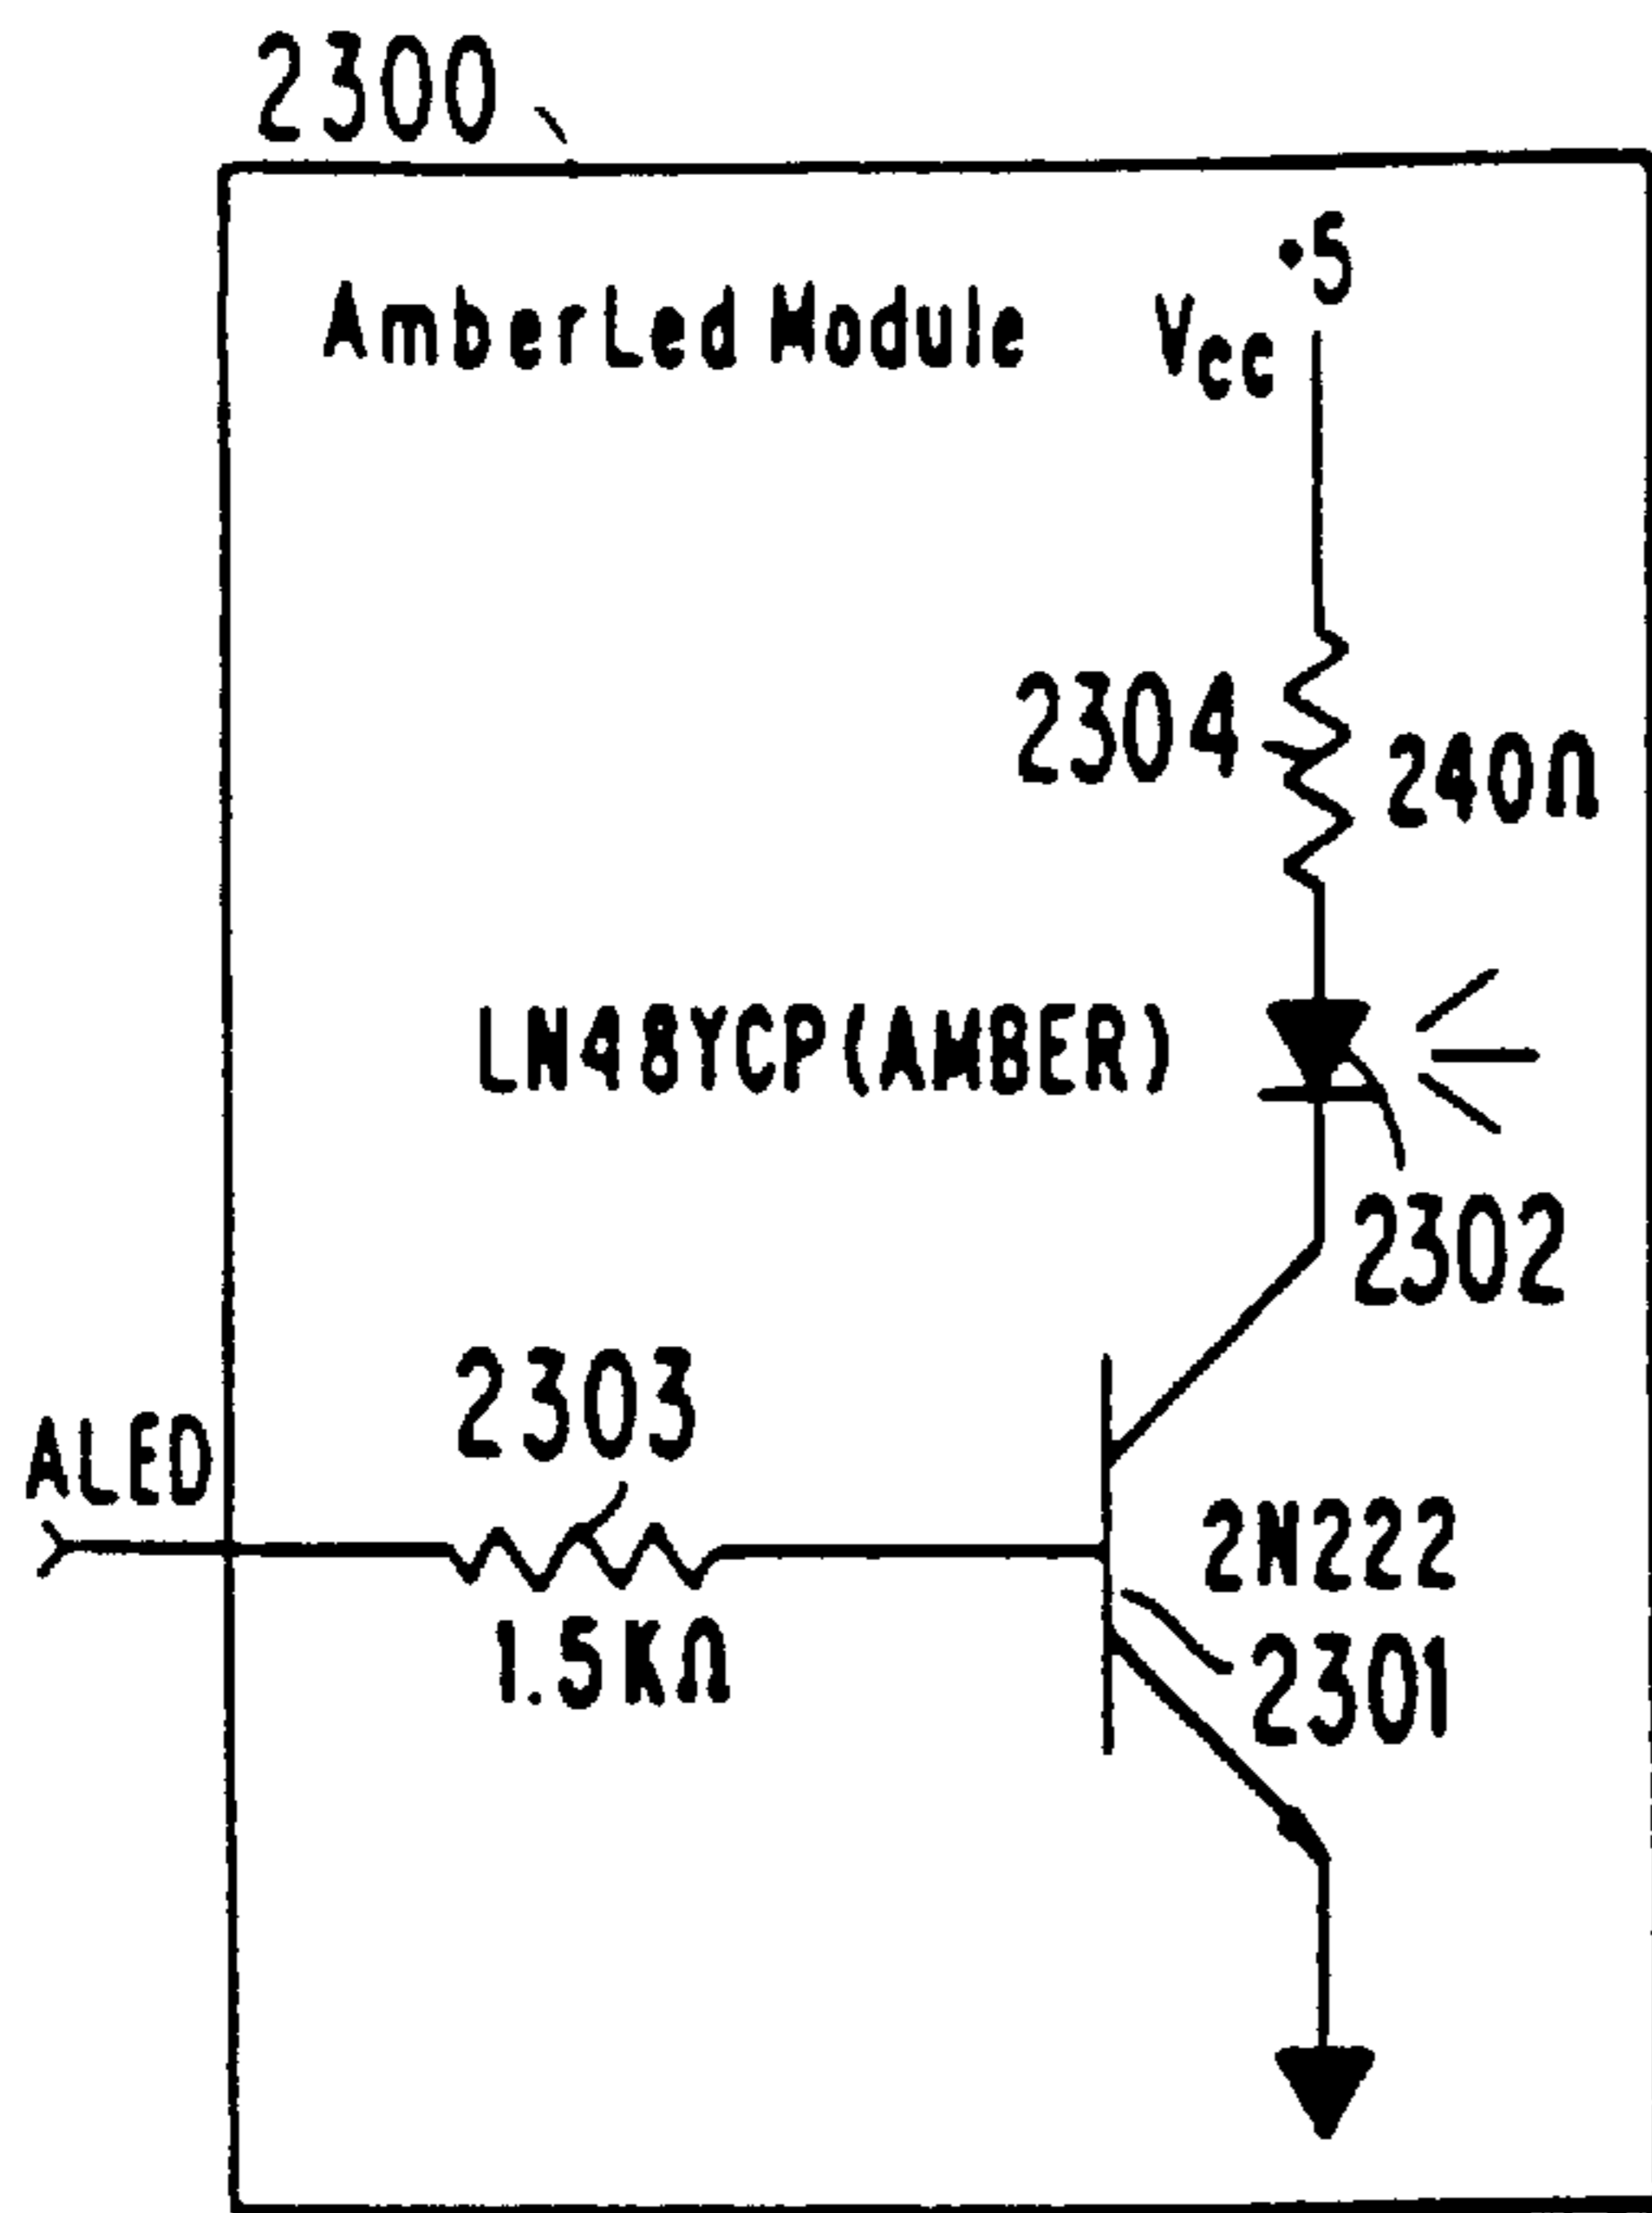 2300
•5
AmberLed Module Vcc
2304
240Ω
LN48YCP(AMBER)
2302
2303
ALED
2N222
1.5KΩ
2301